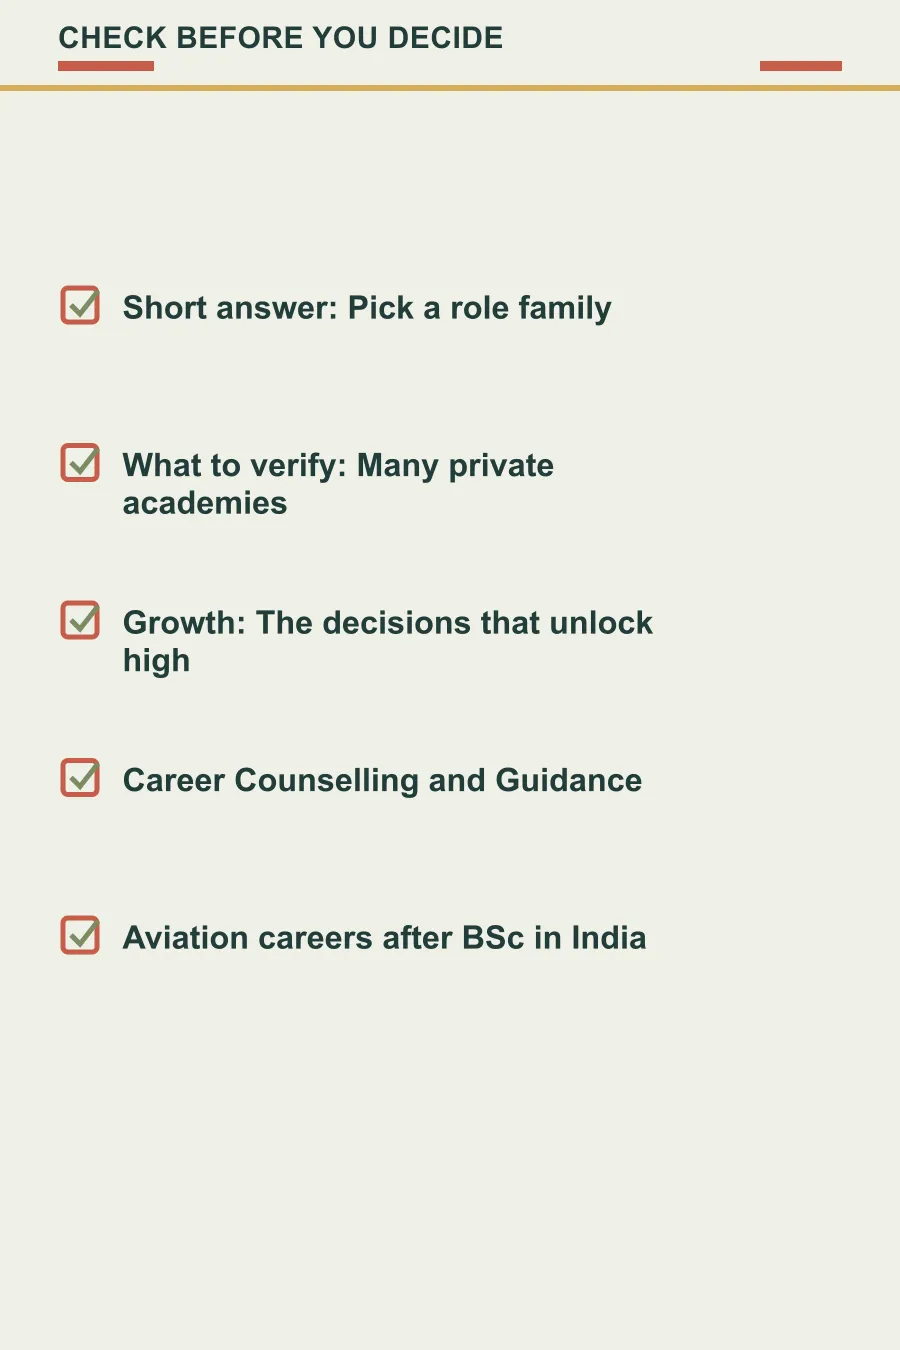 CHECK BEFORE YOU DECIDE
Short answer: Pick a role family
What to verify: Many private
academies
Growth: The decisions that unlock
high
Career Counselling and Guidance
Aviation careers after BSc in India